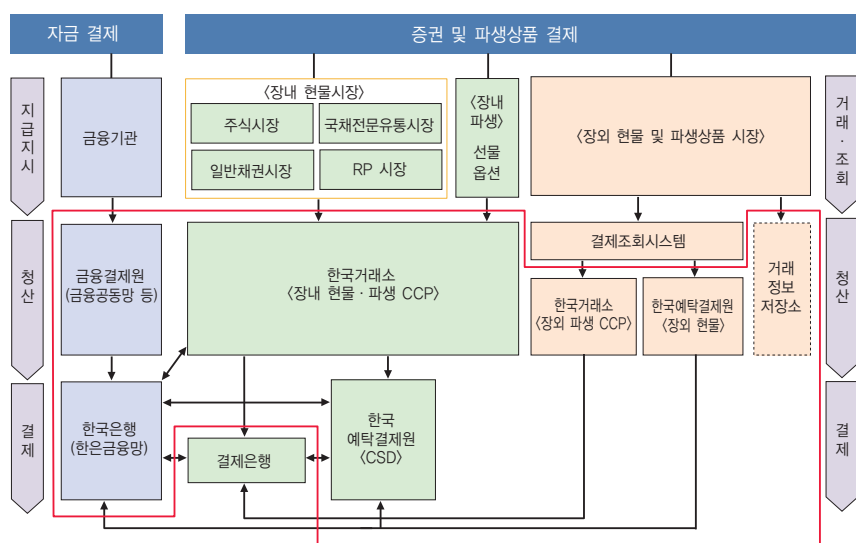 자금 결제
증권 및 파생상품 결제
지급지시
금융기관
〈장내 현물시장〉
주식시장
국채전문유통시장
일반채권시장
RP 시장
〈장내
파생〉
선물
옵션
〈장외 현물 및 파생상품 시장〉
거래·조회
청산
금융결제원
(금융공동망 등)
한국거래소
〈장내 현물·파생 CCP〉
결제조회시스템
한국거래소
〈장외 파생 CCP〉
한국예탁결제원
〈장외 현물〉
거래
정보
저장소
청산
결제
한국은행
(한은금융망)
결제은행
한국
예탁결제원
〈CSD〉
결제